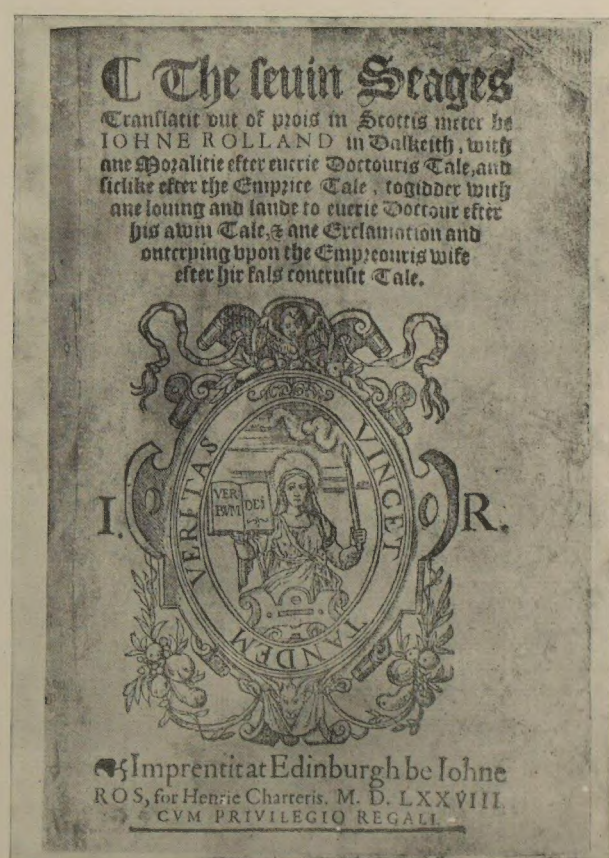 ☾ The seuin Seages
Translatit out of prois in Scottis meter be
IOHNE ROLLAND in Dalkeith, with
ane Moralitie efter euerie Doctouris Tale, and
siclike efter the Emprice Tale, togidder with
ane louing and laude to euerie Doctour efter
his awin Tale, & ane Exclamation and
outcrying vpon the Empreouris wife
efter hir fals contrusit Tale.
VERITAS VINCET TANDEM
VER
BVM
DEI
I. R.
Imprentit at Edinburgh be Iohne
ROS, for Henrie Charteris. M. D. LXXVIII.
CVM PRIVILEGIO REGALI.